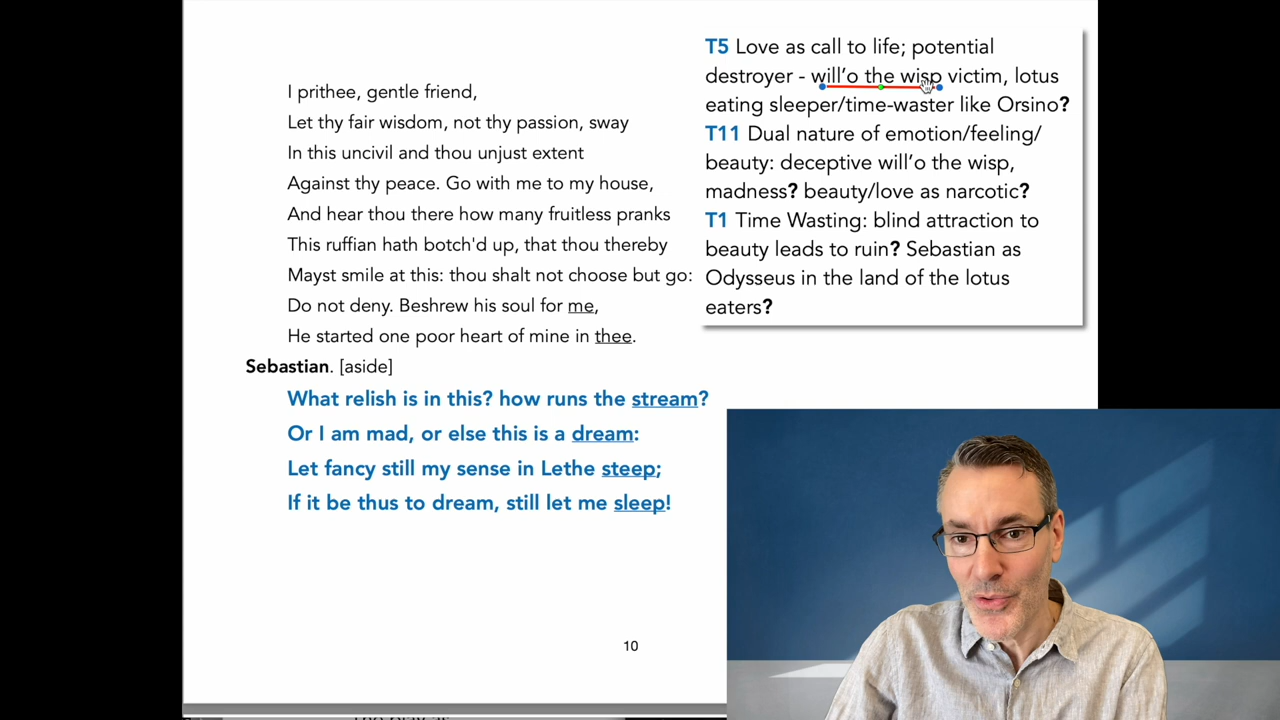 I prithee, gentle friend,
Let thy fair wisdom, not thy passion, sway
In this uncivil and thou unjust extent
Against thy peace. Go with me to my house,
And hear thou there how many fruitless pranks
This ruffian hath botch'd up, that thou thereby
Mayst smile at this: thou shalt not choose but go:
Do not deny. Beshrew his soul for me,
He started one poor heart of mine in thee.
Sebastian. [aside]
What relish is in this? how runs the stream?
Or I am mad, or else this is a dream:
Let fancy still my sense in Lethe steep;
If it be thus to dream, still let me sleep!
10
T5 Love as call to life; potential
destroyer - will'o the wisp victim, lotus
eating sleeper/time-waster like Orsino?
T11 Dual nature of emotion/feeling/
beauty: deceptive will'o the wisp,
madness? beauty/love as narcotic?
T1 Time Wasting: blind attraction to
beauty leads to ruin? Sebastian as
Odysseus in the land of the lotus
eaters?